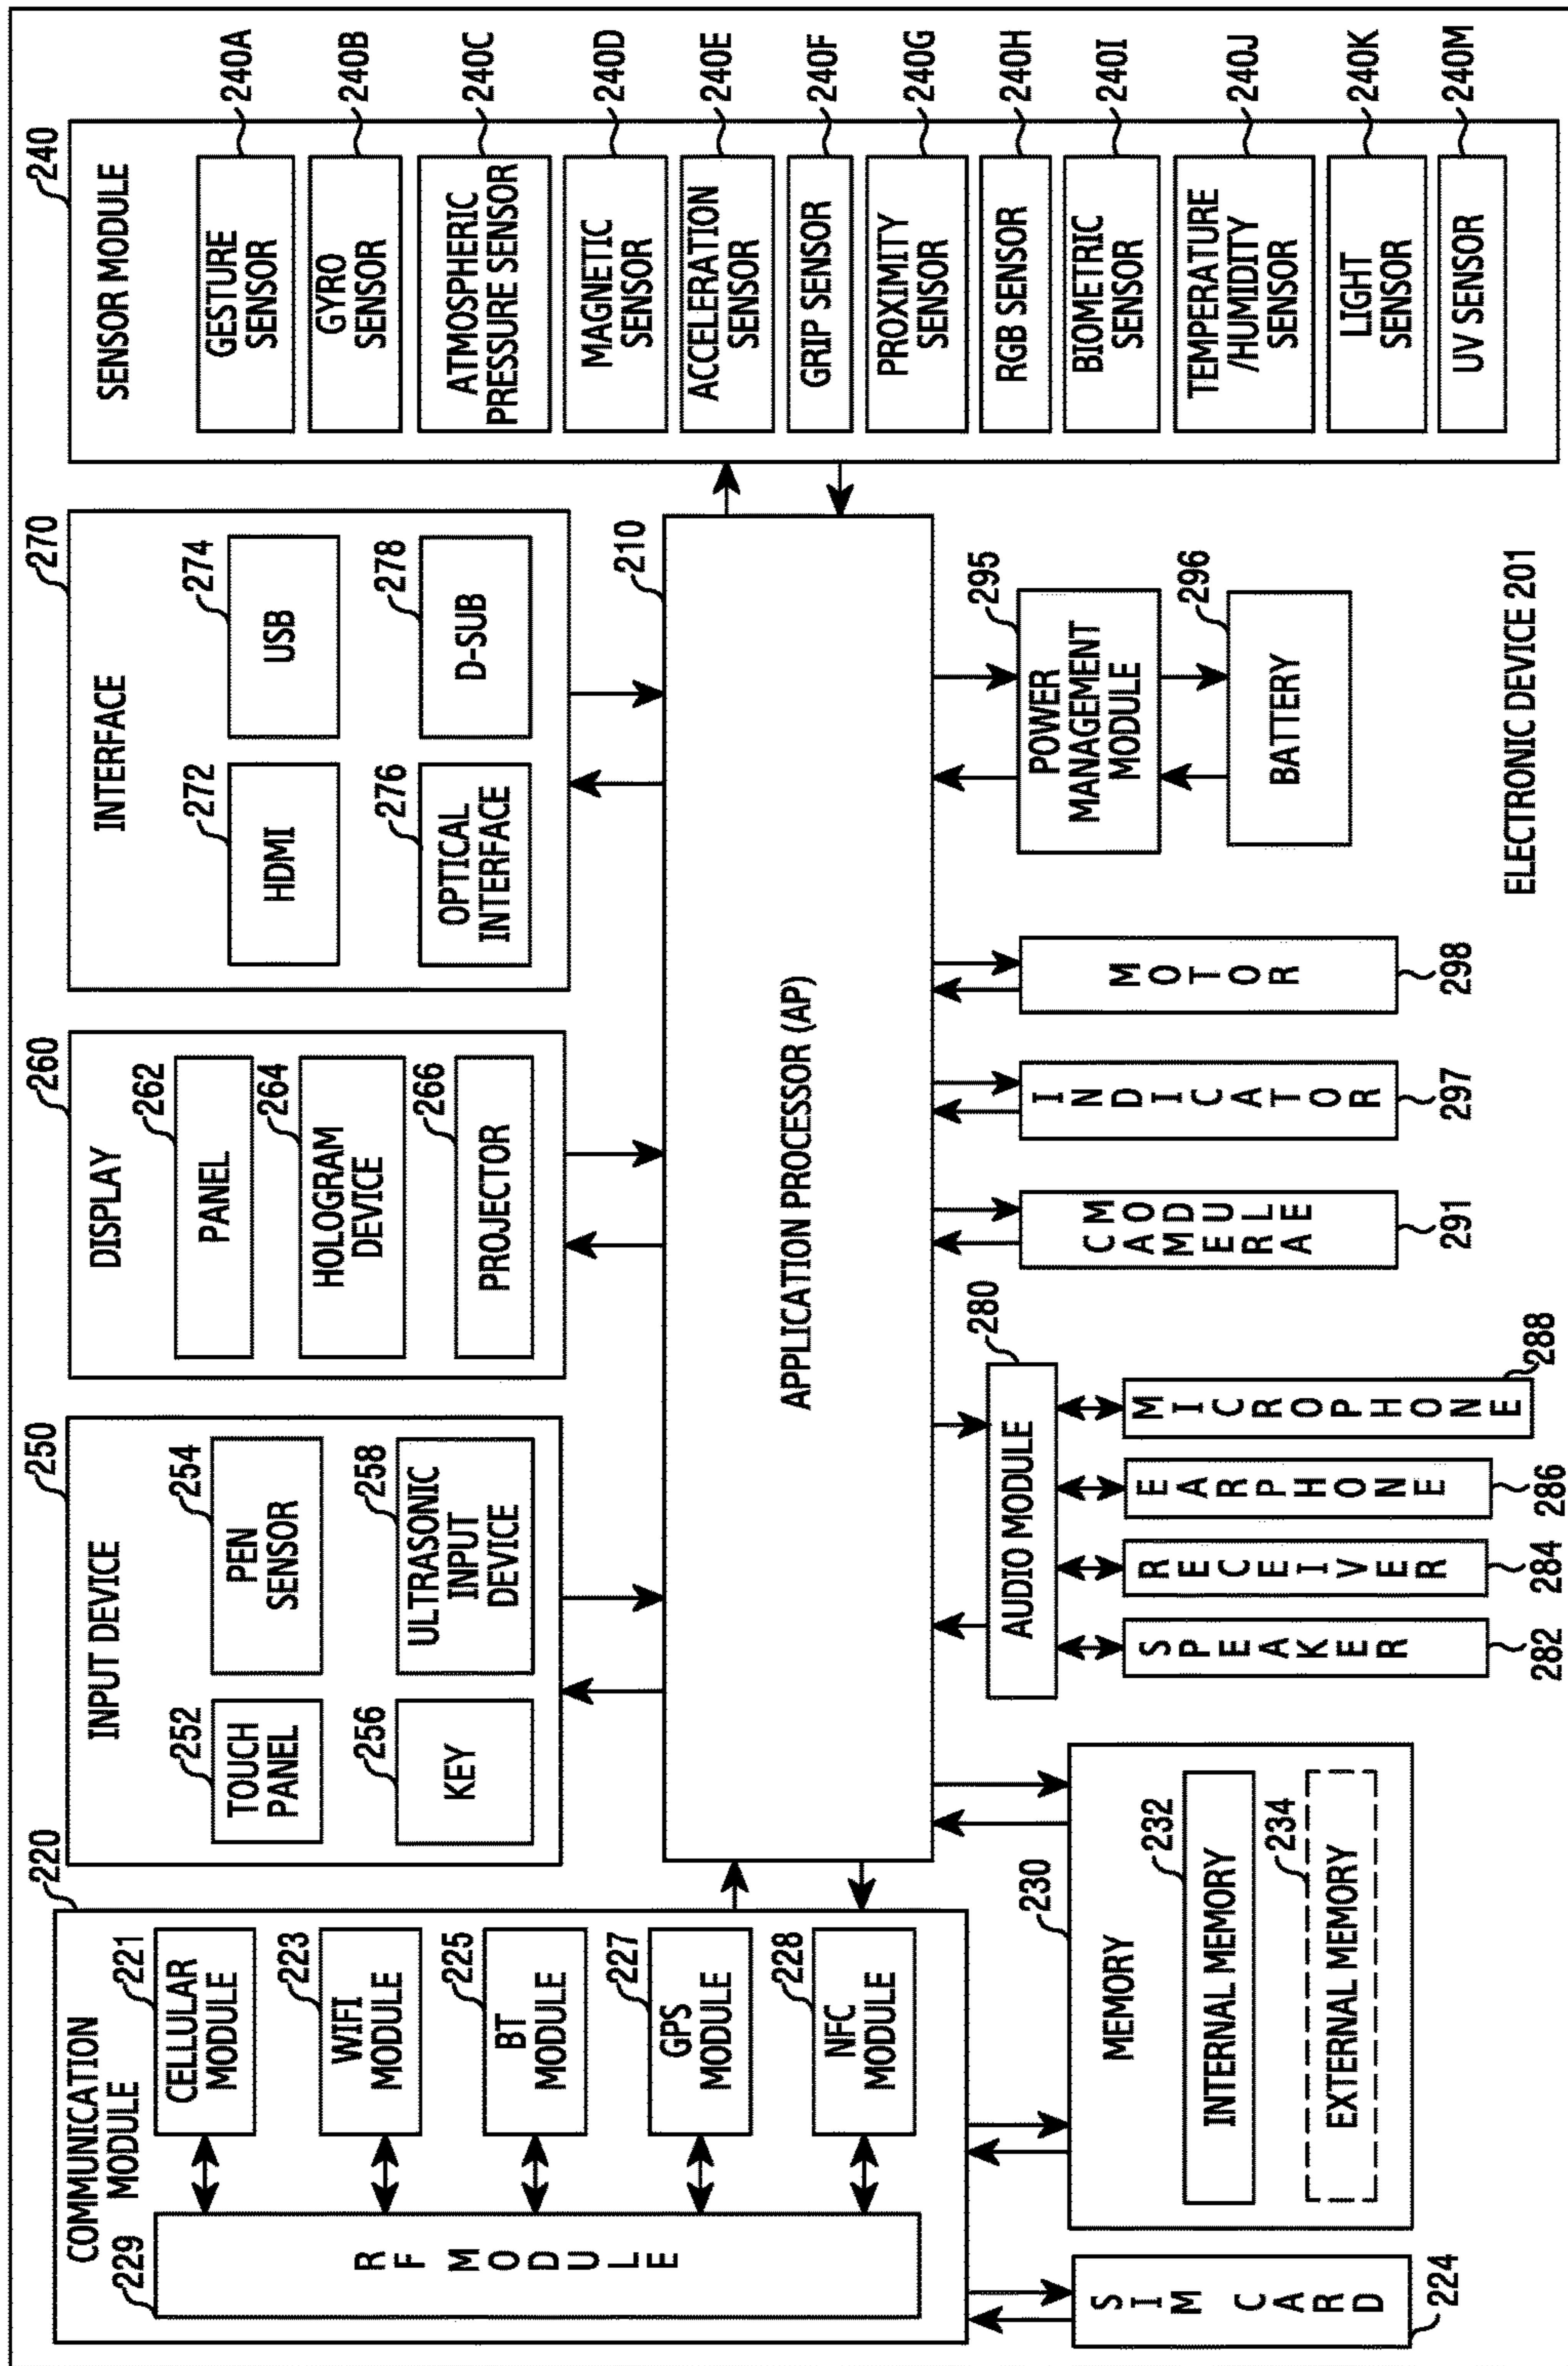 220
COMMUNICATION
MODULE
229
RF MODULE
221
CELLULAR
MODULE
223
WIFI
MODULE
225
BT
MODULE
227
GPS
MODULE
228
NFC
MODULE
250
INPUT DEVICE
252
TOUCH
PANEL
254
PEN
SENSOR
256
KEY
258
ULTRASONIC
INPUT
DEVICE
260
DISPLAY
262
PANEL
264
HOLOGRAM
DEVICE
266
PROJECTOR
270
INTERFACE
272
HDMI
274
USB
276
OPTICAL
INTERFACE
278
D-SUB
240
SENSOR MODULE
GESTURE
SENSOR
240A
GYRO
SENSOR
240B
ATMOSPHERIC
PRESSURE SENSOR
240C
MAGNETIC
SENSOR
240D
ACCELERATION
SENSOR
240E
GRIP SENSOR
240F
PROXIMITY
SENSOR
240G
RGB SENSOR
240H
BIOMETRIC
SENSOR
240I
TEMPERATURE
/HUMIDITY
SENSOR
240J
LIGHT
SENSOR
240K
UV SENSOR
240M
210
APPLICATION PROCESSOR (AP)
SIM CARD
224
230
MEMORY
232
INTERNAL MEMORY
234
EXTERNAL MEMORY
280
AUDIO MODULE
SPEAKER
282
RECEIVER
284
EARPHONE
286
MICROPHONE
288
CAMERA
MODULE
291
INDICATOR
297
MOTOR
298
295
POWER
MANAGEMENT
MODULE
296
BATTERY
ELECTRONIC DEVICE 201